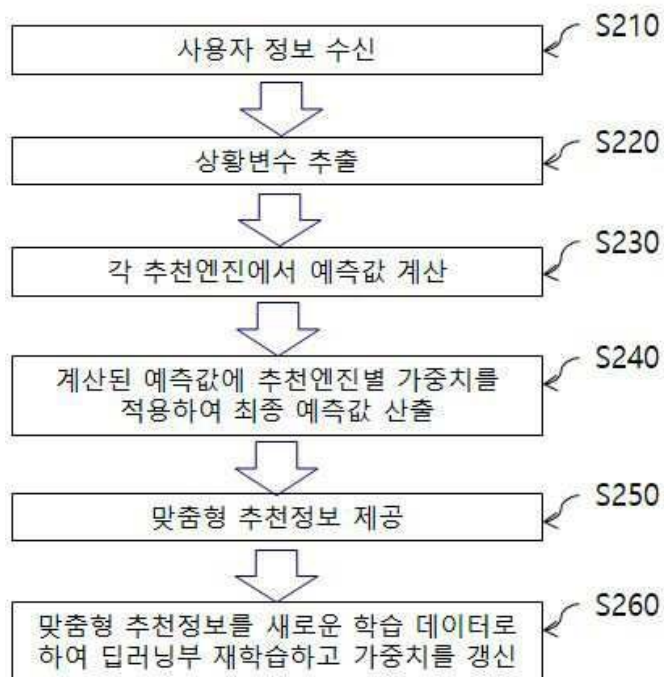 사용자 정보 수신
S210
상황변수 추출
S220
각 추천엔진에서 예측값 계산
S230
계산된 예측값에 추천엔진별 가중치를
적용하여 최종 예측값 산출
S240
맞춤형 추천정보 제공
S250
맞춤형 추천정보를 새로운 학습 데이터로
하여 딥러닝부 재학습하고 가중치를 갱신
S260